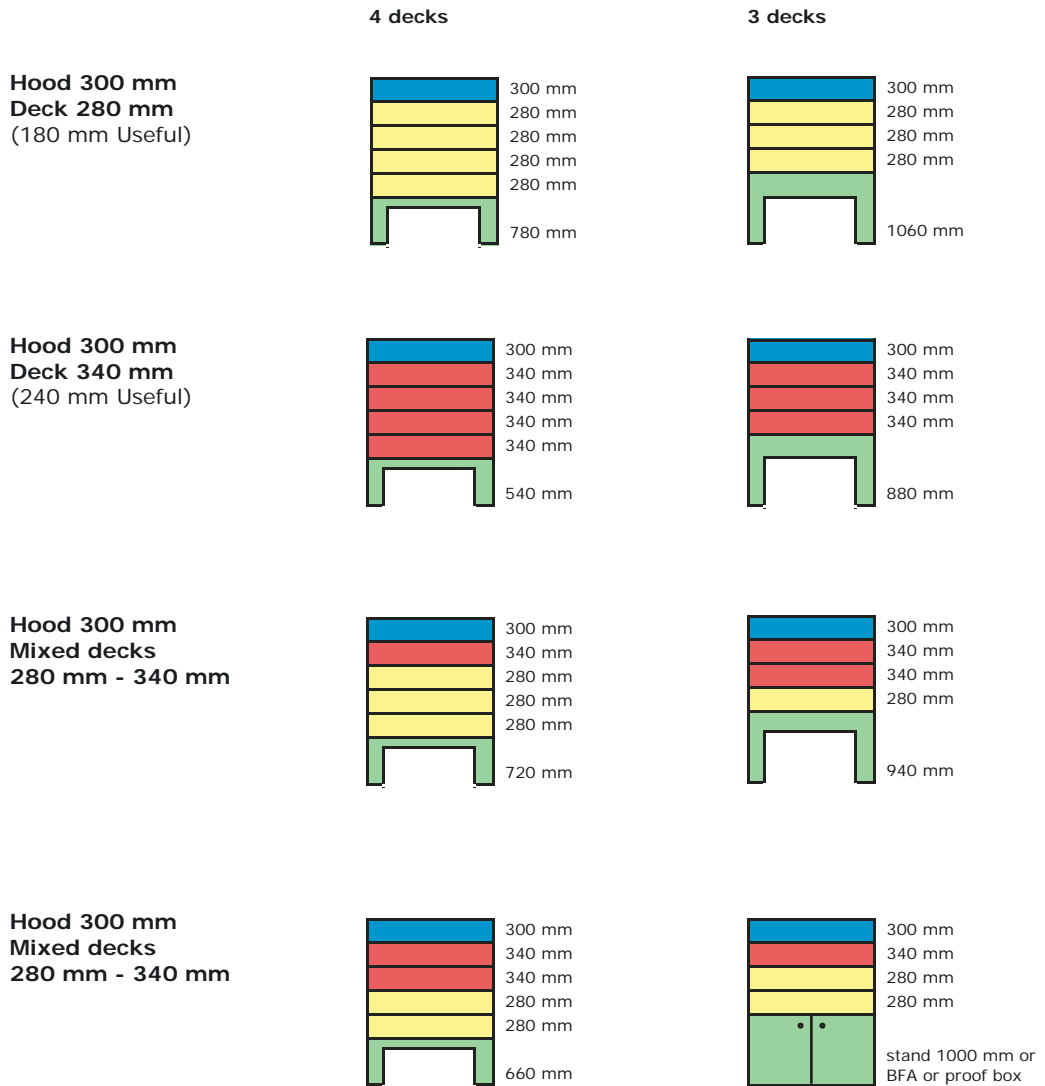 4 decks
3 decks
Hood 300 mm
Deck 280 mm
(180 mm Useful)
300 mm
280 mm
280 mm
280 mm
280 mm
780 mm
300 mm
280 mm
280 mm
280 mm
1060 mm
Hood 300 mm
Deck 340 mm
(240 mm Useful)
300 mm
340 mm
340 mm
340 mm
340 mm
540 mm
300 mm
340 mm
340 mm
340 mm
880 mm
Hood 300 mm
Mixed decks
280 mm - 340 mm
300 mm
340 mm
280 mm
280 mm
280 mm
720 mm
300 mm
340 mm
340 mm
280 mm
940 mm
Hood 300 mm
Mixed decks
280 mm - 340 mm
300 mm
340 mm
340 mm
280 mm
280 mm
660 mm
300 mm
340 mm
280 mm
280 mm
stand 1000 mm or
BFA or proof box